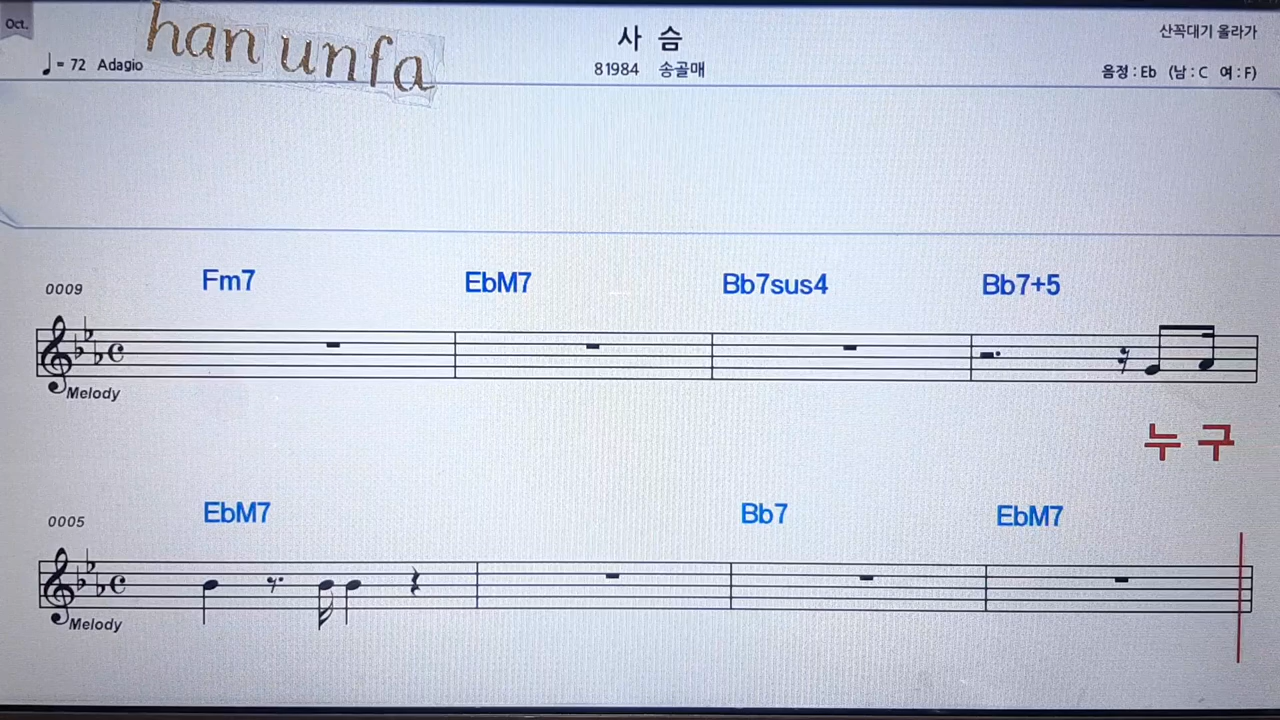 Oct.
han unfa
사 슴
산꼭대기 올라가
♩= 72 Adagio
81984 송골매
음정 : Eb (남 : C 여 : F)
0009
Fm7 EbM7 Bb7sus4 Bb7+5
Melody
누 구
0005
EbM7 Bb7 EbM7
Melody